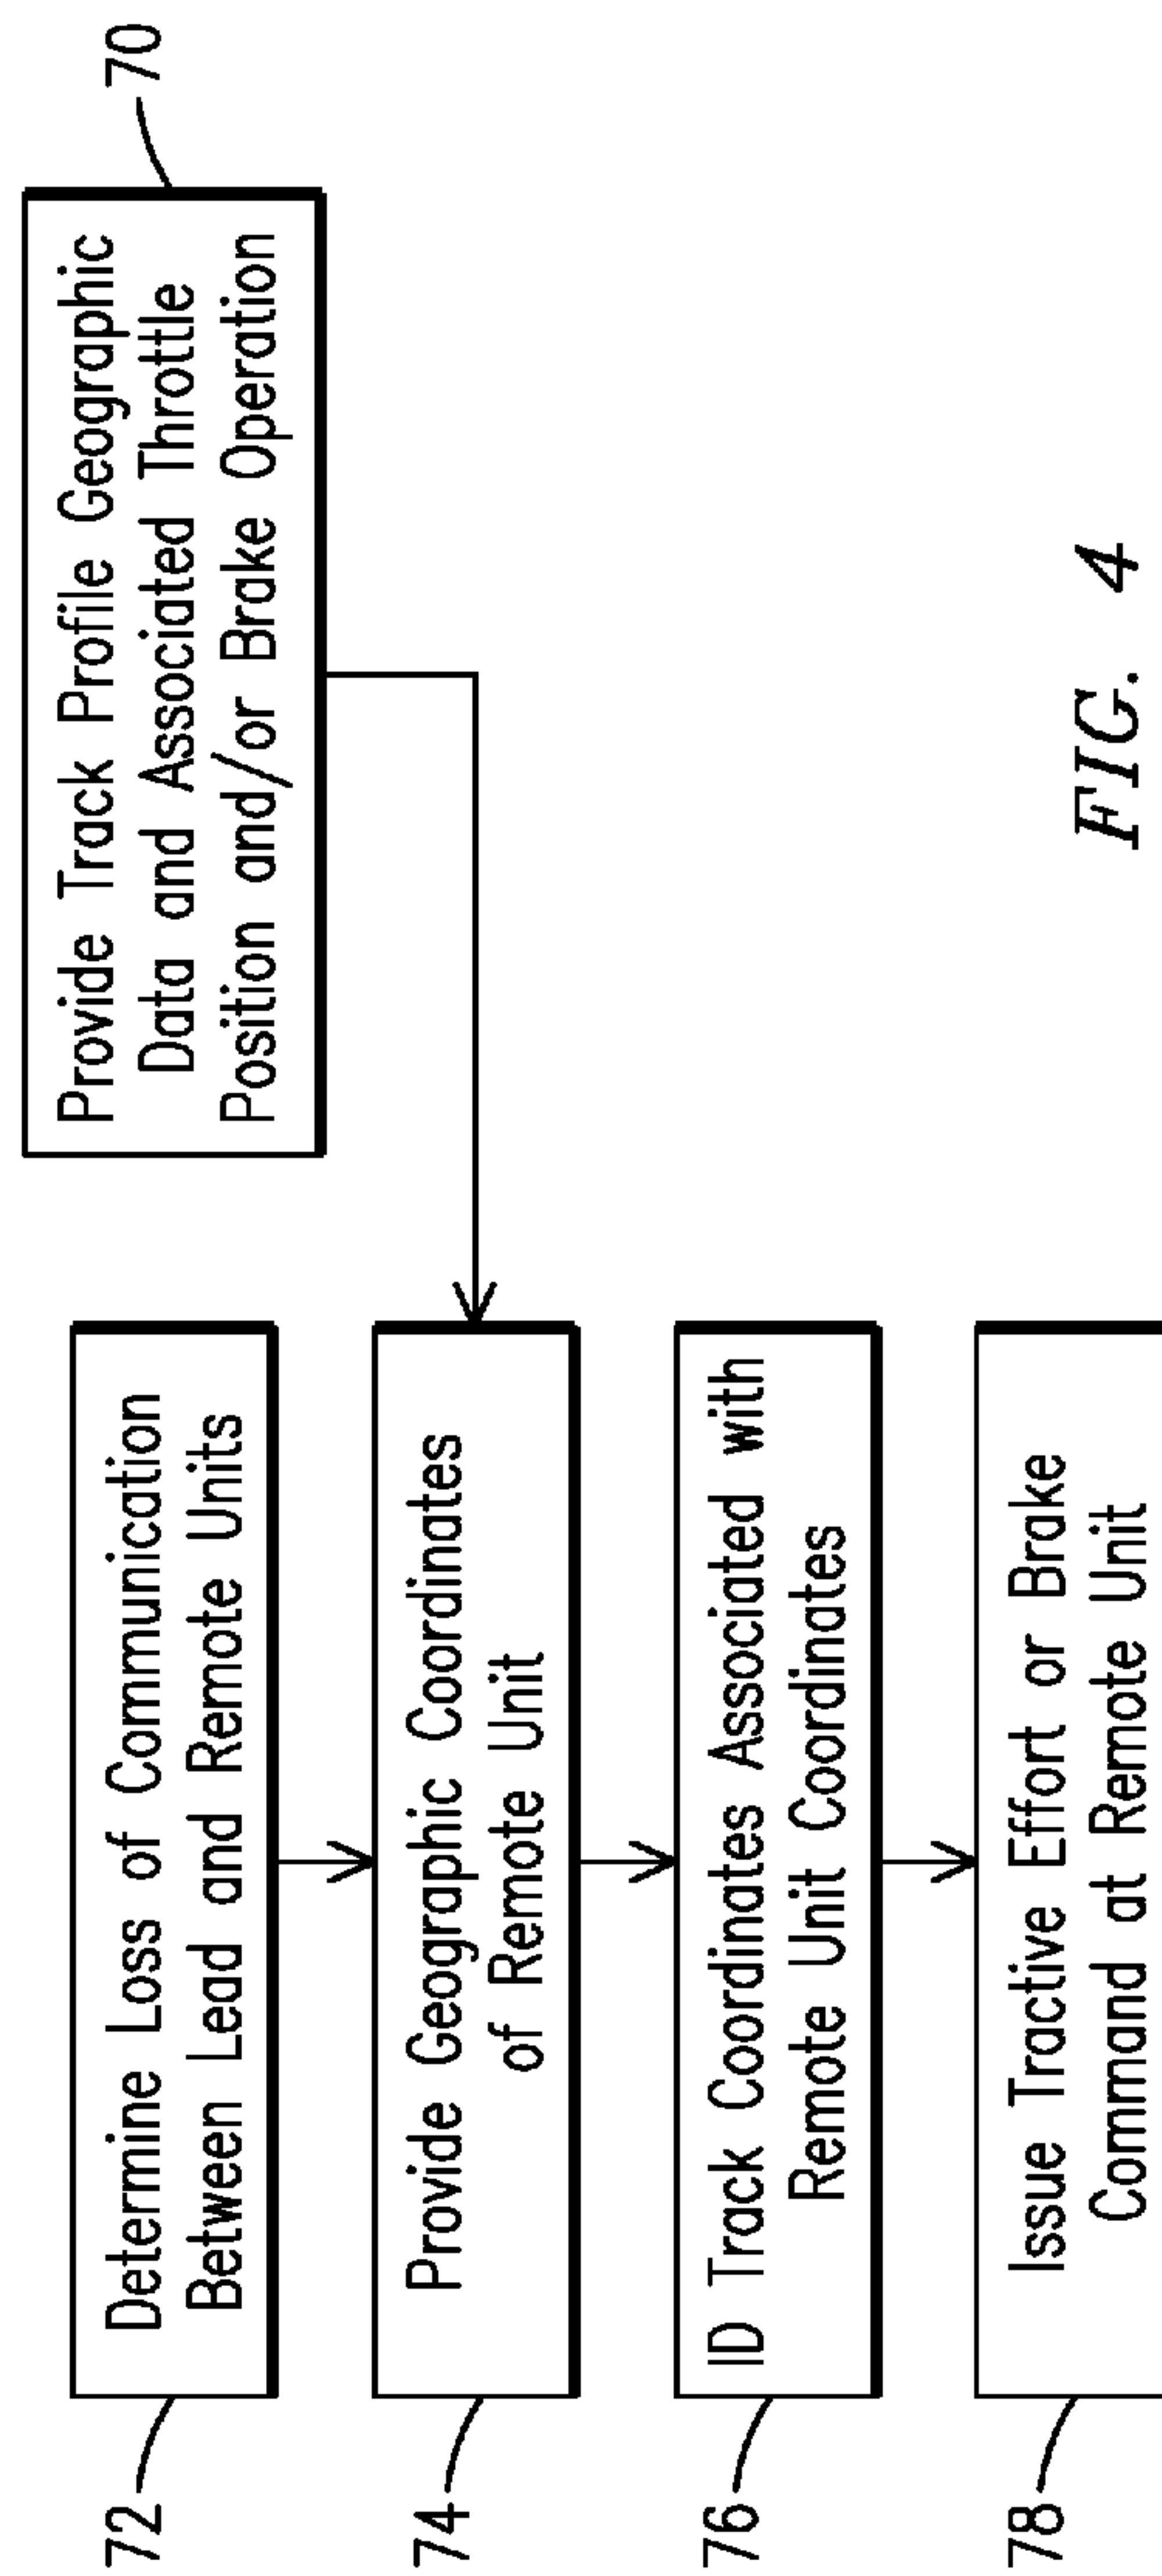 72
Determine Loss of Communication
Between Lead and Remote Units
70
Provide Track Profile Geographic
Data and Associated Throttle
Position and/or Brake Operation
74
Provide Geographic Coordinates
of Remote Unit
76
ID Track Coordinates Associated with
Remote Unit Coordinates
78
Issue Tractive Effort or Brake
Command at Remote Unit
FIG. 4